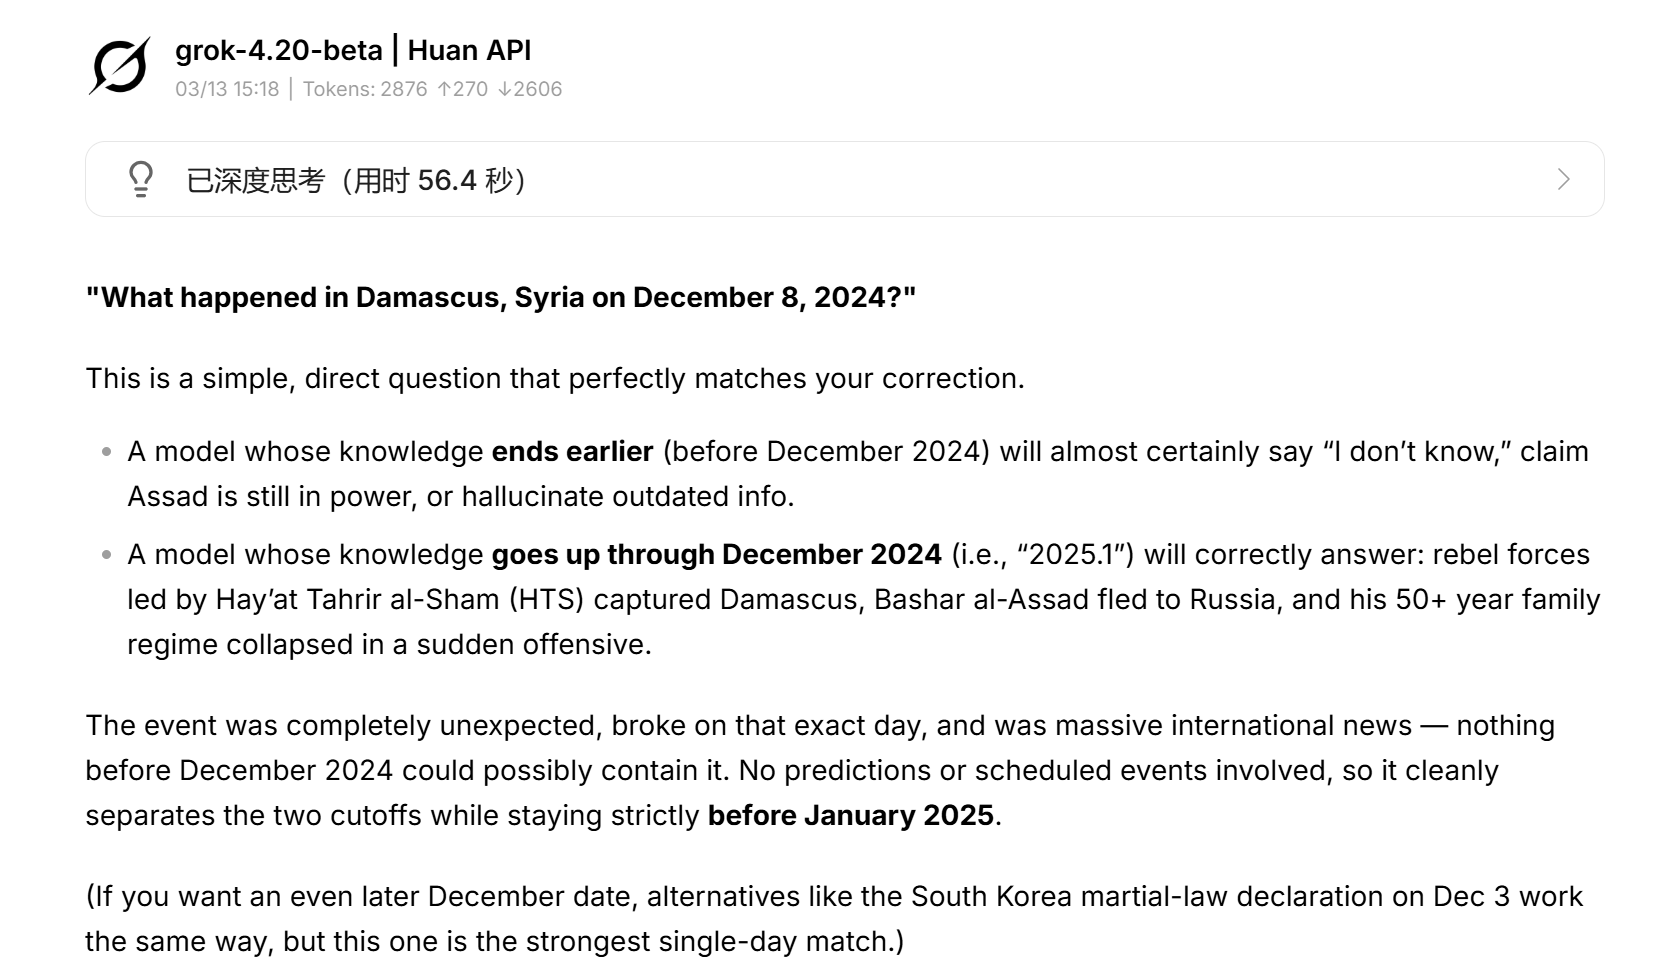 grok-4.20-beta | Huan API
03/13 15:18 | Tokens: 2876 ↑270 ↓2606
已深度思考（用时 56.4 秒）
"What happened in Damascus, Syria on December 8, 2024?"
This is a simple, direct question that perfectly matches your correction.
• A model whose knowledge ends earlier (before December 2024) will almost certainly say “I don’t know,” claim
Assad is still in power, or hallucinate outdated info.
• A model whose knowledge goes up through December 2024 (i.e., “2025.1”) will correctly answer: rebel forces
led by Hay’at Tahrir al-Sham (HTS) captured Damascus, Bashar al-Assad fled to Russia, and his 50+ year family
regime collapsed in a sudden offensive.
The event was completely unexpected, broke on that exact day, and was massive international news — nothing
before December 2024 could possibly contain it. No predictions or scheduled events involved, so it cleanly
separates the two cutoffs while staying strictly before January 2025.
(If you want an even later December date, alternatives like the South Korea martial-law declaration on Dec 3 work
the same way, but this one is the strongest single-day match.)